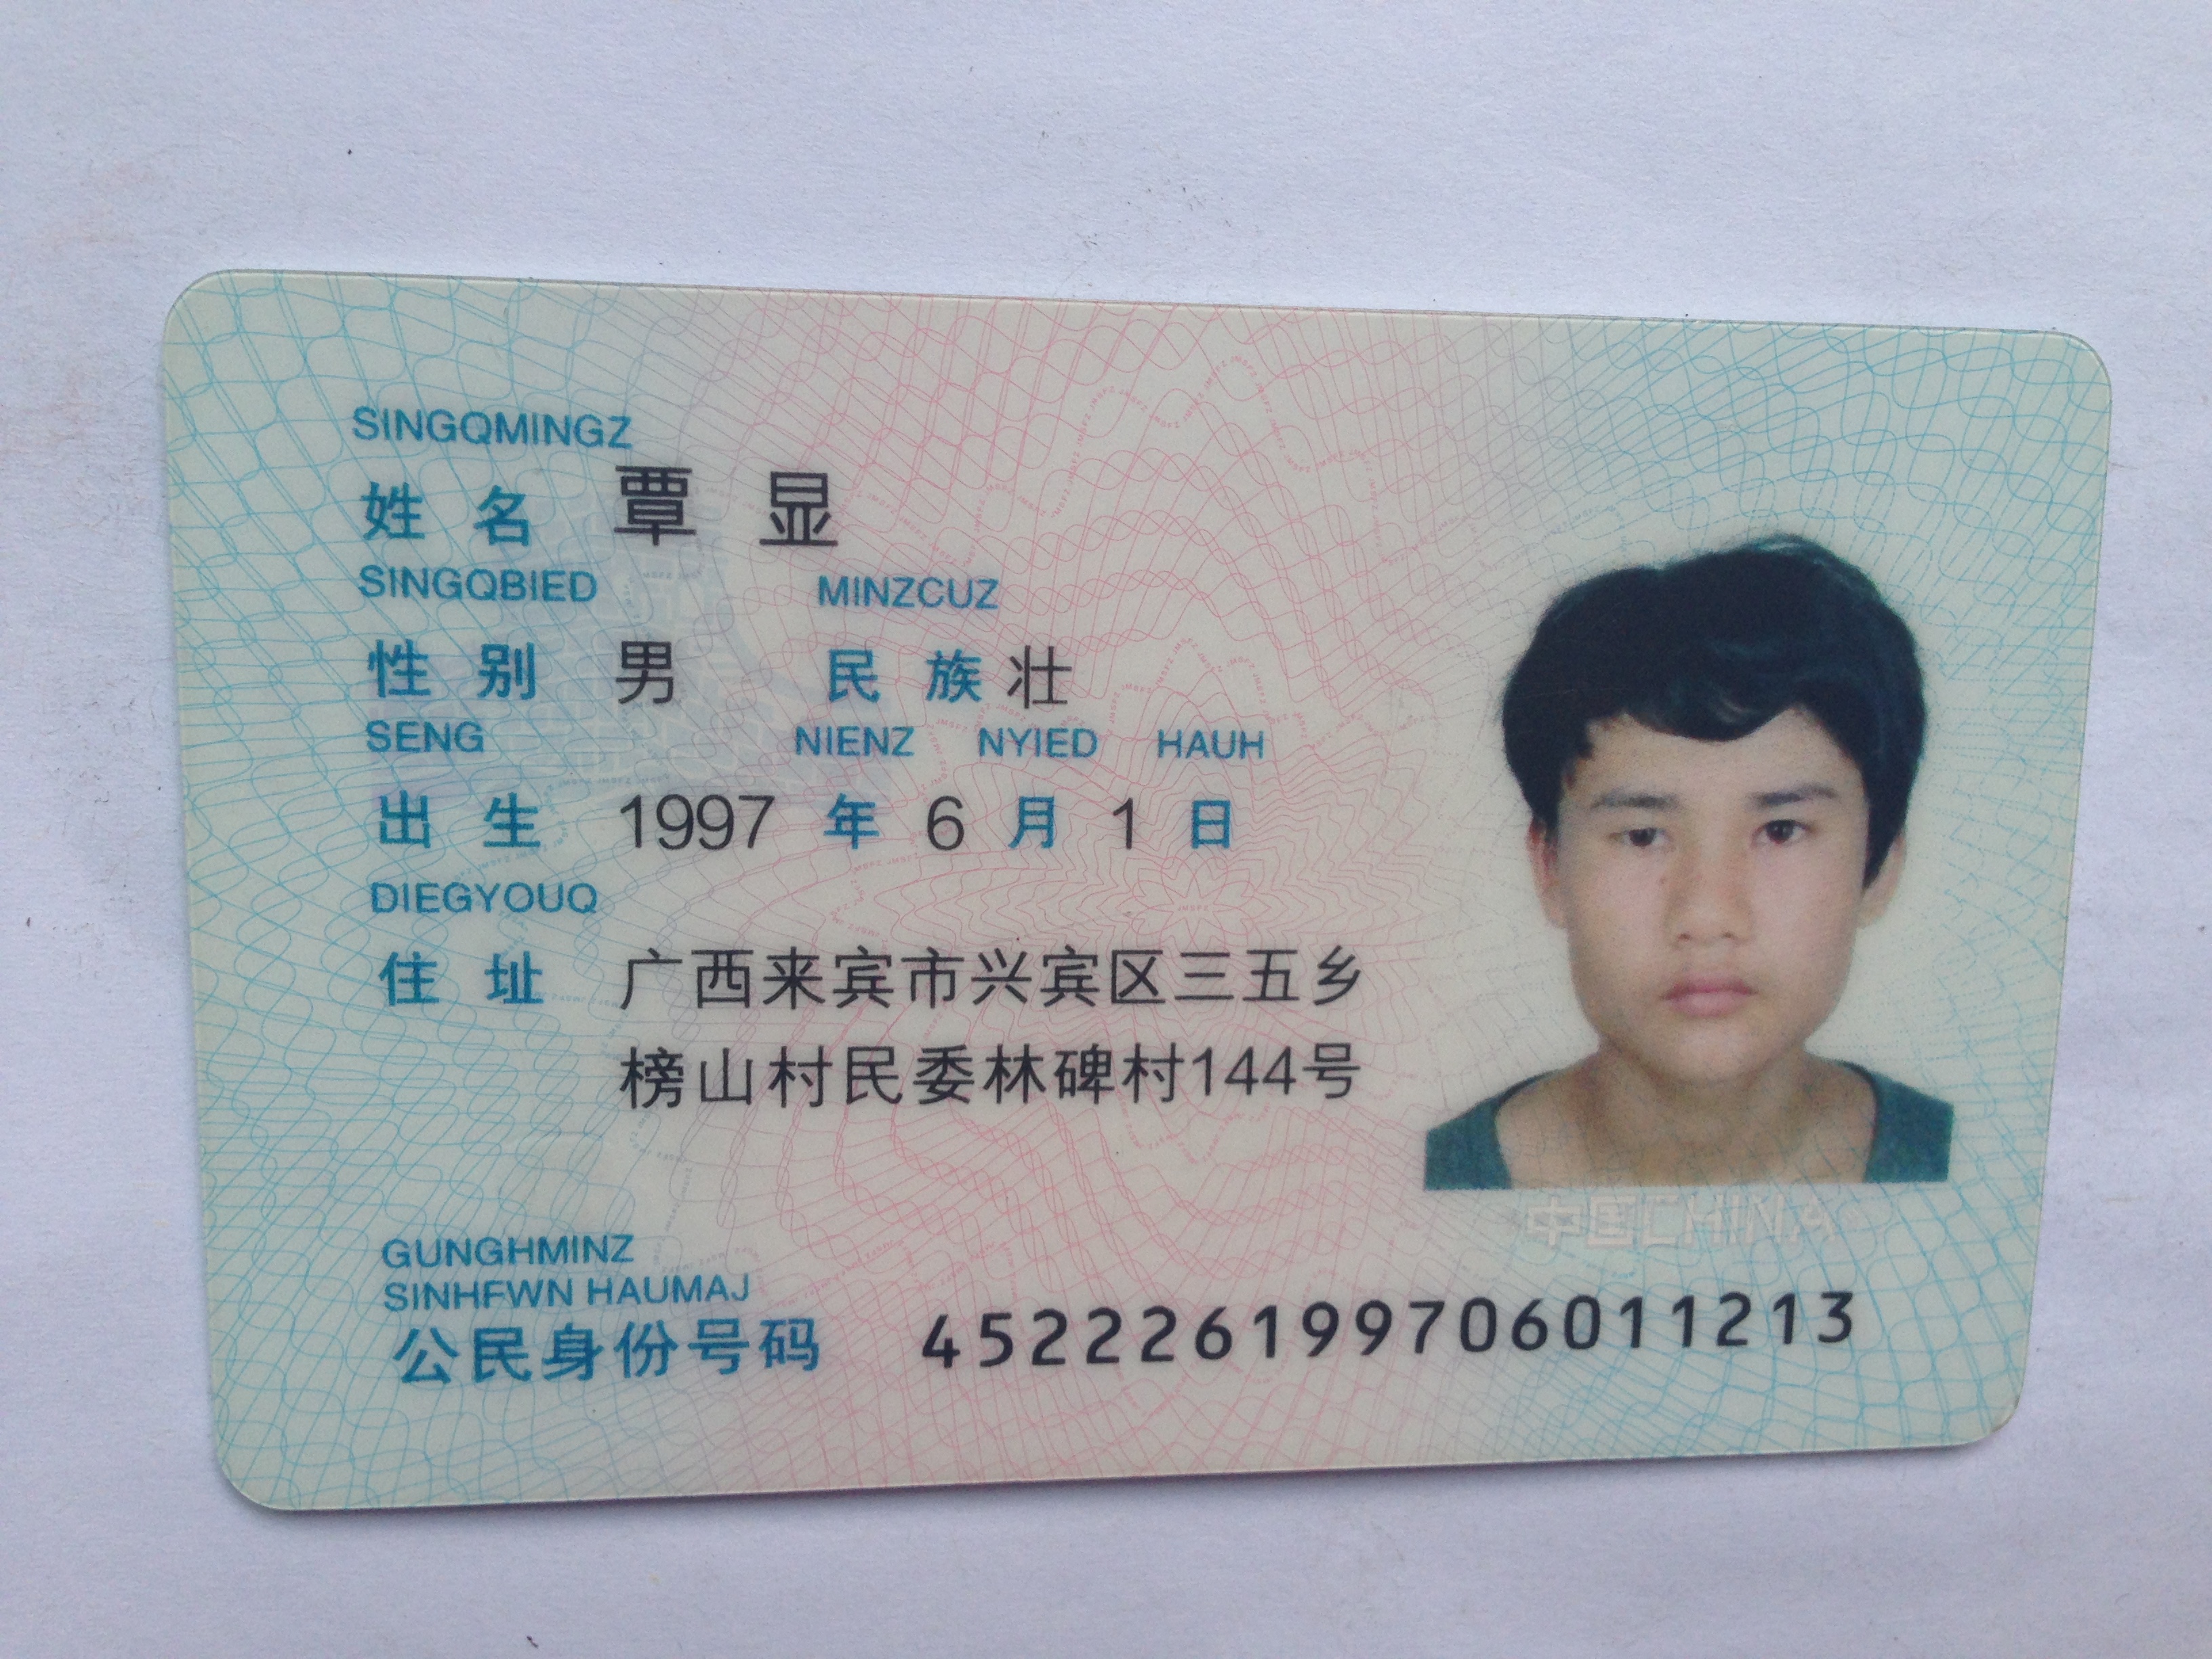 SINGQMINGZ
姓名 覃显
SINGQBIED MINZCUZ
性别 男 民族 壮
SENG NIENZ NYIED HAUH
出生 1997 年 6 月 1 日
DIEGYOUQ
住址 广西来宾市兴宾区三五乡
榜山村民委林碑村144号
中国CHINA
GUNGHMINZ
SINHFWN HAUMAJ
公民身份号码 452226199706011213